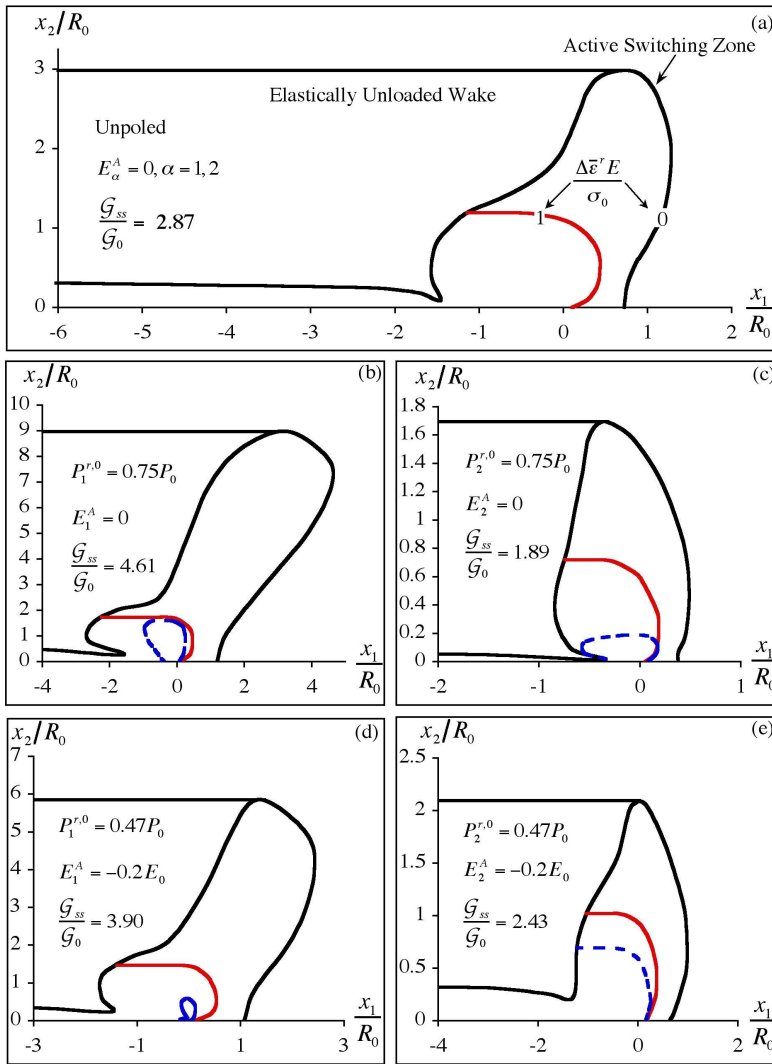 x₂/R₀
(a)
Active Switching Zone
3
Elastically Unloaded Wake
Unpoled
2
E_α^A = 0, α = 1, 2
Δε̄^r E / σ₀
𝒢_ss / 𝒢₀ = 2.87
1
1 0
0
-6 -5 -4 -3 -2 -1 0 1 2
x₁/R₀
x₂/R₀
(b)
10
9
8
7
6
5
4
3
2
1
0
P₁^{r,0} = 0.75P₀
E₁^A = 0
𝒢_ss / 𝒢₀ = 4.61
-4 -2 0 2 4
x₁/R₀
x₂/R₀
(c)
1.8
1.6
1.4
1.2
1
0.8
0.6
0.4
0.2
0
P₂^{r,0} = 0.75P₀
E₂^A = 0
𝒢_ss / 𝒢₀ = 1.89
-2 -1 0 1
x₁/R₀
x₂/R₀
(d)
7
6
5
4
3
2
1
0
P₁^{r,0} = 0.47P₀
E₁^A = −0.2E₀
𝒢_ss / 𝒢₀ = 3.90
-3 -1 1 3
x₁/R₀
x₂/R₀
(e)
2.5
2
1.5
1
0.5
0
P₂^{r,0} = 0.47P₀
E₂^A = −0.2E₀
𝒢_ss / 𝒢₀ = 2.43
-4 -2 0 2
x₁/R₀